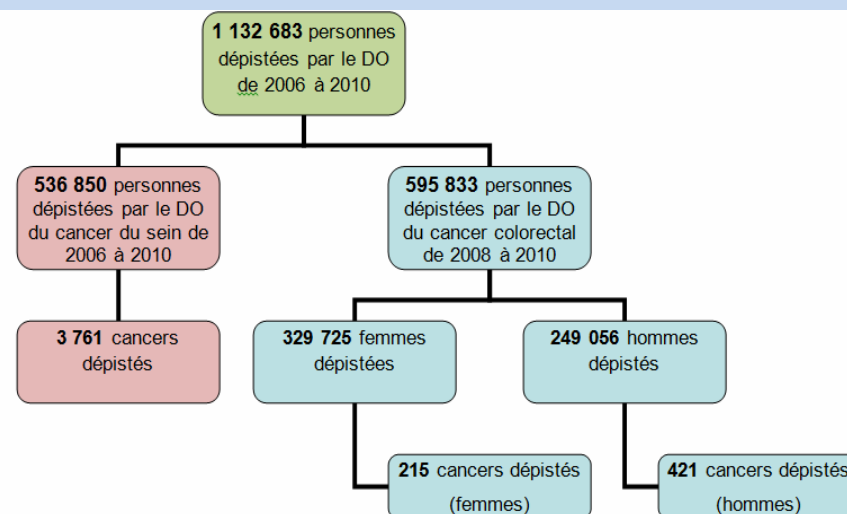 1 132 683 personnes
dépistées par le DO
de 2006 à 2010
536 850 personnes
dépistées par le DO
du cancer du sein de
2006 à 2010
595 833 personnes
dépistées par le DO
du cancer colorectal
de 2008 à 2010
3 761 cancers
dépistés
329 725 femmes
dépistées
249 056 hommes
dépistés
215 cancers dépistés
(femmes)
421 cancers dépistés
(hommes)